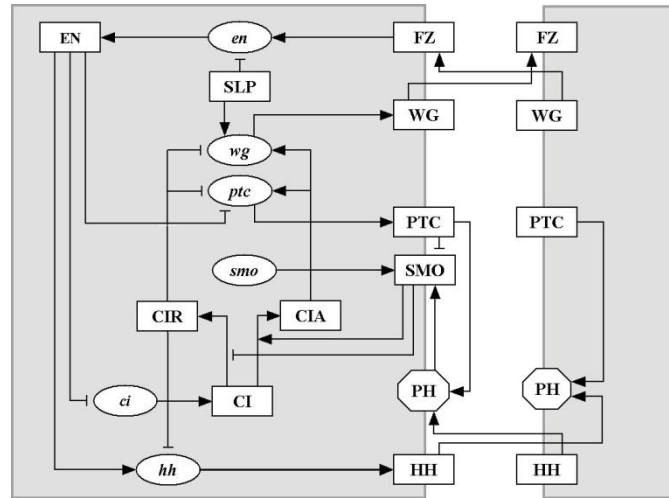 EN en FZ FZ
SLP
WG WG
wg
ptc
PTC PTC
smo SMO
CIR CIA
PH PH
ci CI
hh HH HH